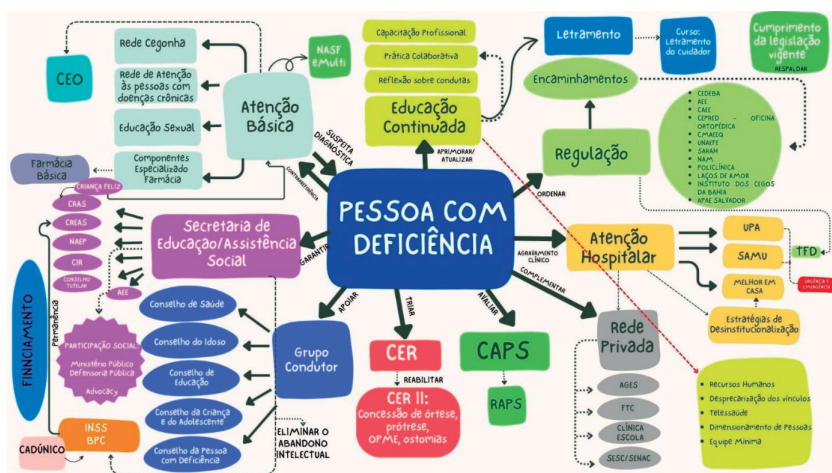 CEO
Rede Cegonha
Rede de Atenção
às pessoas com
doenças crônicas
Educação Sexual
Componentes
Especializado
Farmácia
Farmácia
Básica
Atenção
Básica
NASF
eMulti
SUSPEITA
DIAGNÓSTICA
CONTRARREFERÊNCIA
Capacitação Profissional
Prática Colaborativa
Reflexão sobre condutas
Educação
Continuada
APRIMORAR/
ATUALIZAR
Letramento
Curso:
Letramento
do cuidador
Cumprimento
da legislação
vigente
RESPALDAR
Encaminhamentos
Regulação
ORDENAR
CEDEBA
AEE
CAEE
CEPRED - OFICINA
ORTOPÉDICA
CMAEEQ
UNAIFE
SARAH
NAM
POLICLÍNICA
LAÇOS DE AMOR
INSTITUTO DOS CEGOS
DA BAHIA
APAE SALVADOR
PESSOA COM
DEFICIÊNCIA
CRIANÇA FELIZ
CRAS
CREAS
NAEP
CIR
CONSELHO
TUTELAR
AEE
Secretaria de
Educação/Assistência
Social
GARANTIR
AGRAVAMENTO
CLÍNICO
Atenção
Hospitalar
UPA
SAMU
MELHOR EM
CASA
TFD
URGÊNCIA E
EMERGÊNCIA
Estratégias de
Desinstitucionalização
COMPLEMENTAR
Rede
Privada
AGES
FTC
CLÍNICA
ESCOLA
SESC/SENAC
Recursos Humanos
Desprecarização dos vínculos
Telessaúde
Dimensionamento de Pessoas
Equipe Mínima
FINNCIAMENTO
Permanência
PARTICIPAÇÃO SOCIAL
Ministério Público
Defensoria Pública
Advocacy
INSS
BPC
CADÚNICO
APOIAR
Grupo
Condutor
Conselho de Saúde
Conselho do Idoso
Conselho de
Educação
Conselho da Criança
e do Adolescente
Conselho da Pessoa
com Deficiência
ELIMINAR O
ABANDONO
INTELECTUAL
TRIAR
CER
REABILITAR
CER II:
Concessão de órtese,
prótrese,
OPME, ostomias
AVALIAR
CAPS
RAPS